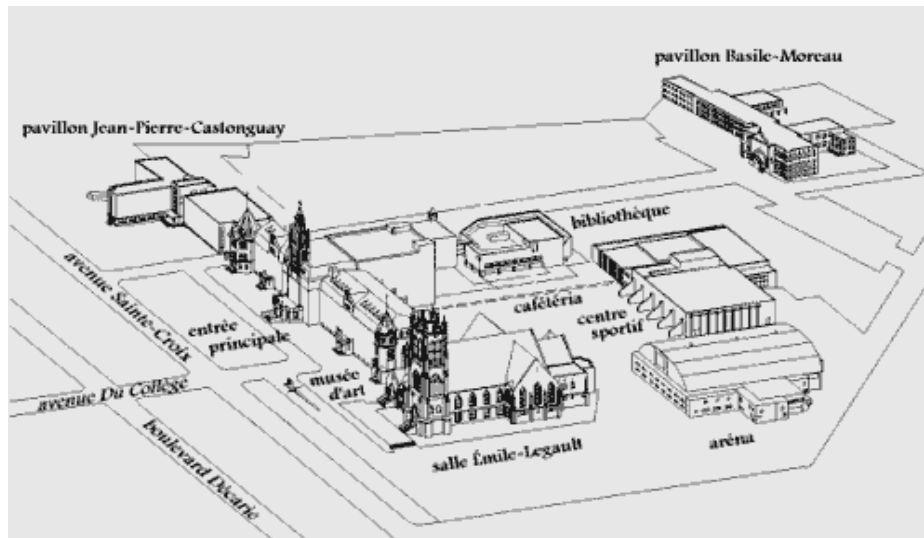 pavillon Basile-Moreau
pavillon Jean-Pierre-Castonguay
bibliothèque
avenue Sainte-Croix
cafétéria
centre
sportif
entrée
principale
musée
d'art
avenue Du Collège
salle Émile-Legault
aréna
boulevard Décarie